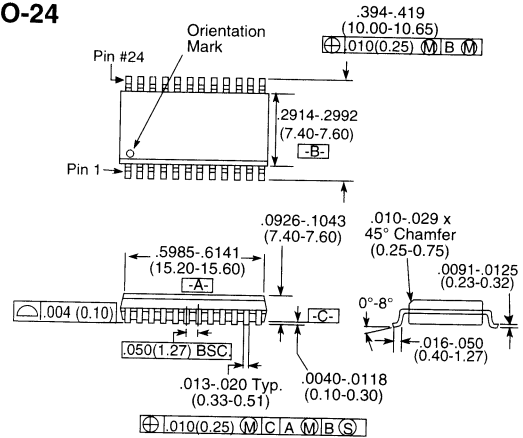 O-24
.394-.419
(10.00-10.65)
.010(0.25) Ⓜ B Ⓜ
Orientation
Mark
Pin #24
.2914-.2992
(7.40-7.60)
-B-
Pin 1
.0926-.1043
(7.40-7.60)
.010-.029 x
45° Chamfer
(0.25-0.75)
.5985-.6141
(15.20-15.60)
-A-
.0091-.0125
(0.23-0.32)
0°-8°
.004 (0.10)
-C-
.050(1.27) BSC.
.016-.050
(0.40-1.27)
.013-.020 Typ.
(0.33-0.51)
.0040-.0118
(0.10-0.30)
.010(0.25) Ⓜ C A Ⓜ B Ⓢ